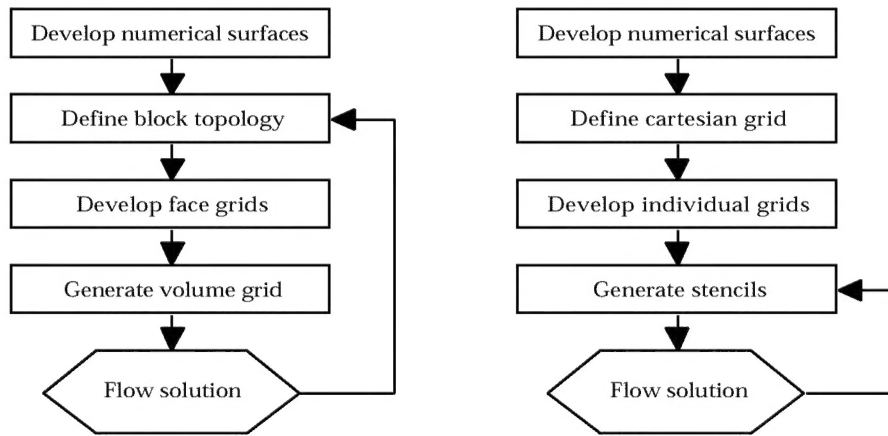 Develop numerical surfaces
Define block topology
Develop face grids
Generate volume grid
Flow solution
Develop numerical surfaces
Define cartesian grid
Develop individual grids
Generate stencils
Flow solution